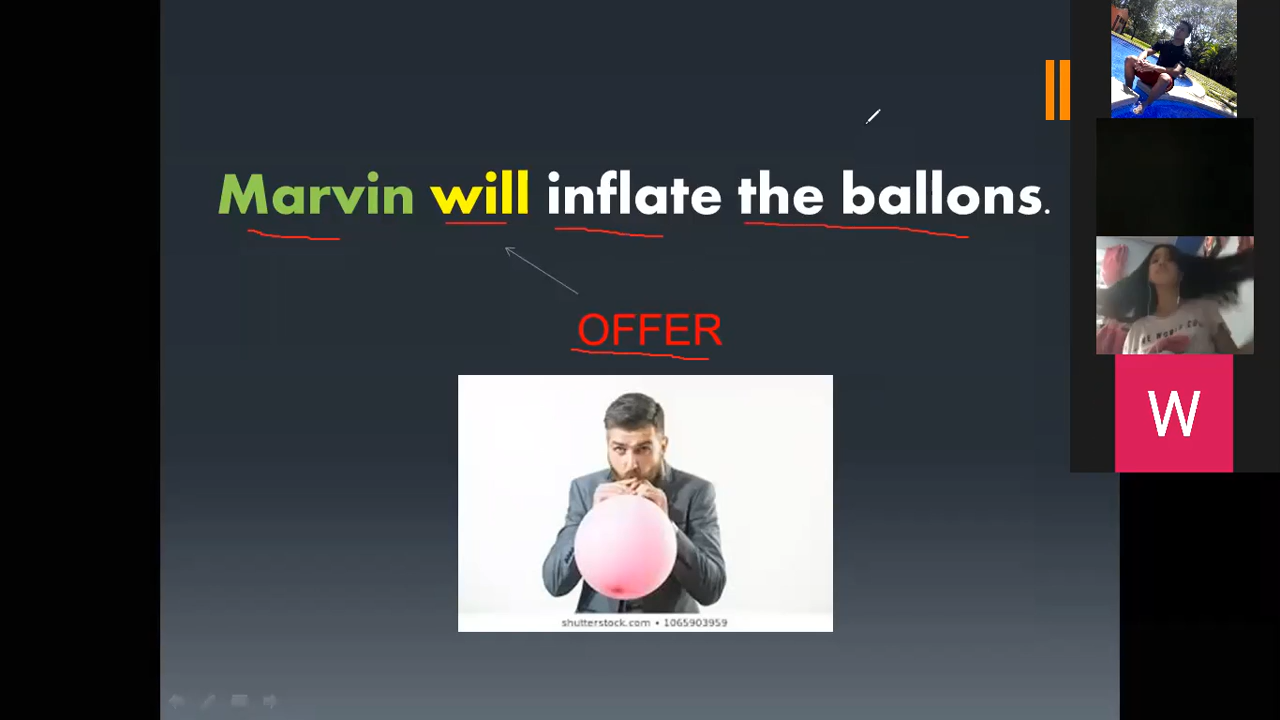 Marvin will inflate the ballons.
OFFER
shutterstock.com • 1065903959
W